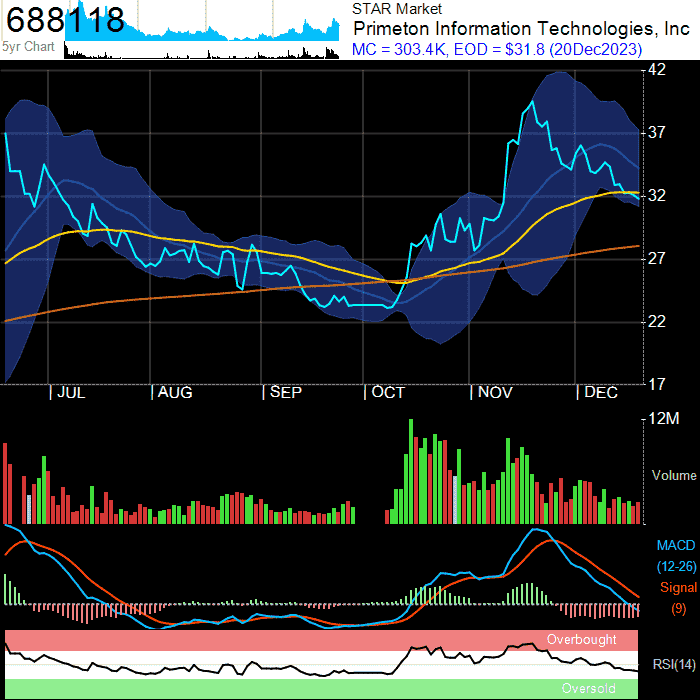 688118
5yr Chart
STAR Market
Primeton Information Technologies, Inc
MC = 303.4K, EOD = $31.8 (20Dec2023)
42
37
32
27
22
17
JUL
AUG
SEP
OCT
NOV
DEC
12M
Volume
MACD
(12-26)
Signal
(9)
Overbought
RSI(14)
Oversold